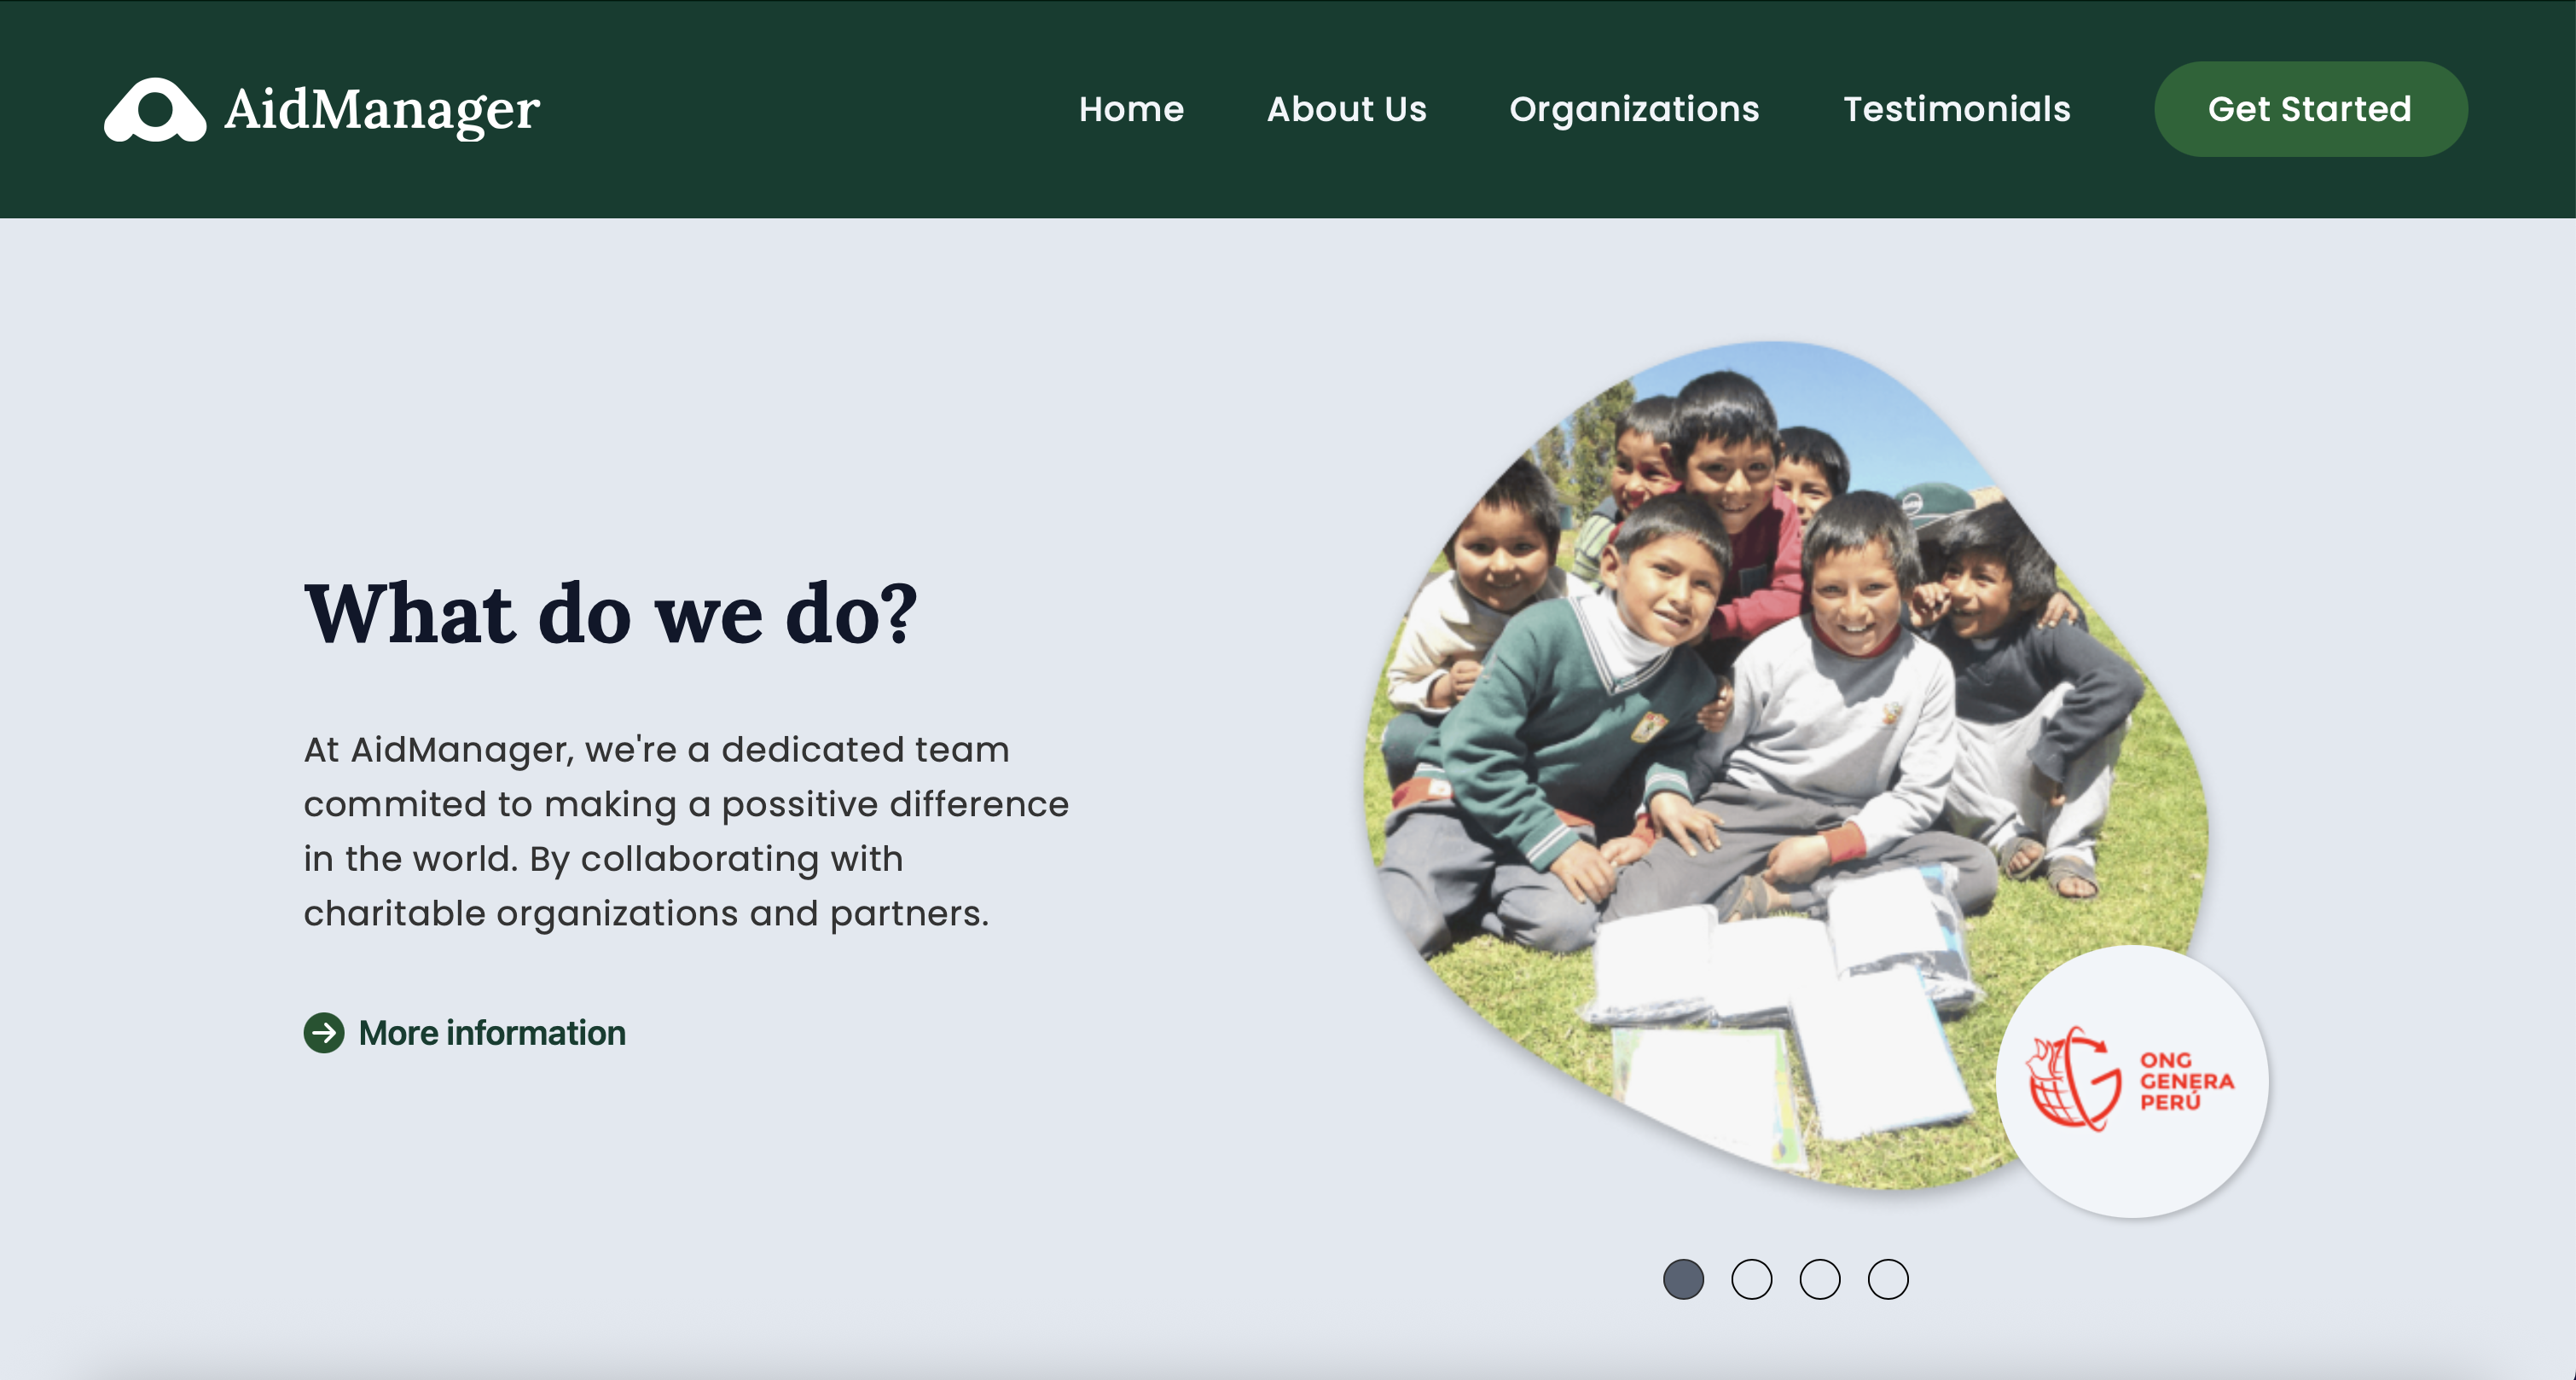 AidManager
Home
About Us
Organizations
Testimonials
Get Started
What do we do?
At AidManager, we're a dedicated team
commited to making a possitive difference
in the world. By collaborating with
charitable organizations and partners.
More information
ONG
GENERA
PERÚ